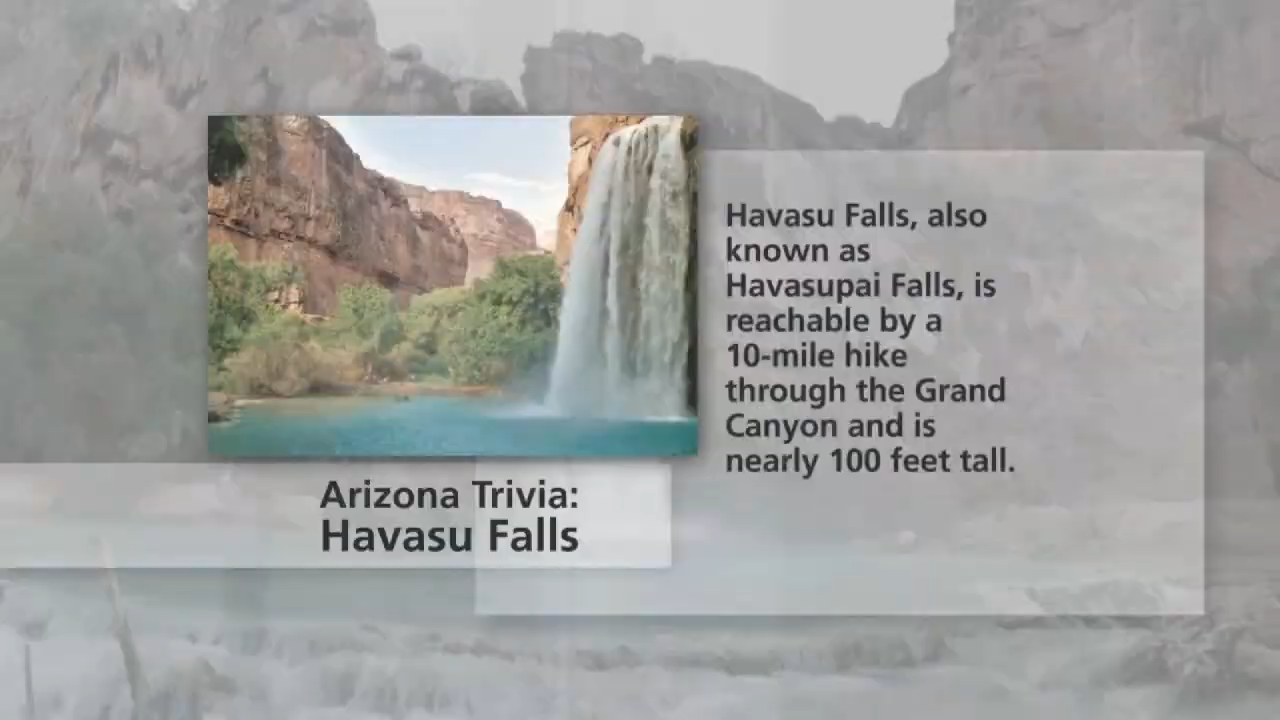 Havasu Falls, also
known as
Havasupai Falls, is
reachable by a
10-mile hike
through the Grand
Canyon and is
nearly 100 feet tall.
Arizona Trivia:
Havasu Falls